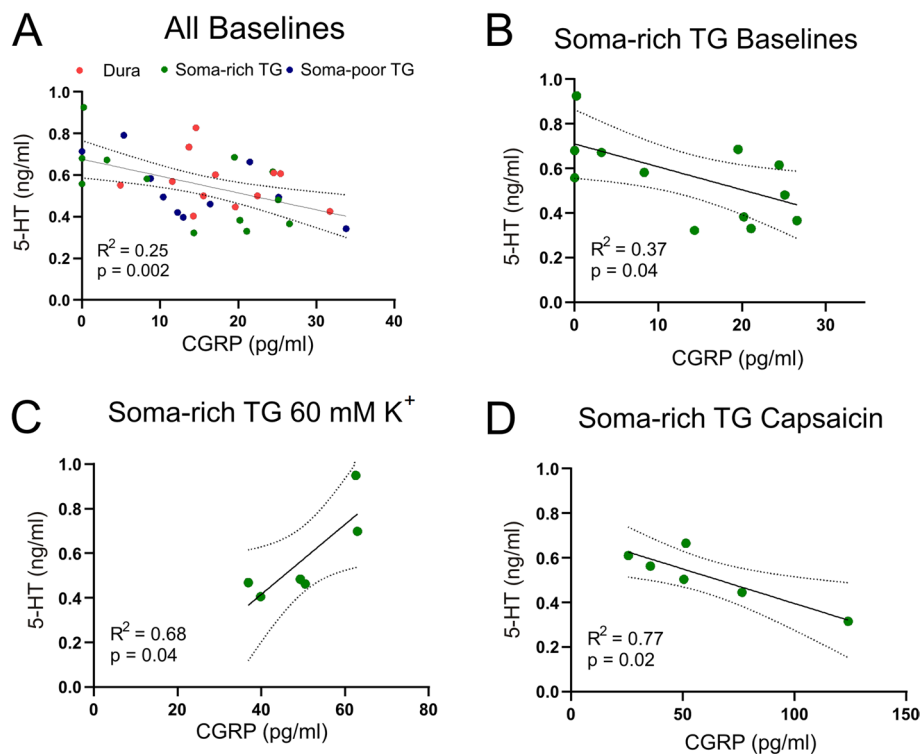 A
All Baselines
Dura
Soma-rich TG
Soma-poor TG
5-HT (ng/ml)
1.0
0.8
0.6
0.4
0.2
0.0
R² = 0.25
p = 0.002
0
10
20
30
40
CGRP (pg/ml)
B
Soma-rich TG Baselines
5-HT (ng/ml)
1.0
0.8
0.6
0.4
0.2
0.0
R² = 0.37
p = 0.04
0
10
20
30
CGRP (pg/ml)
C
Soma-rich TG 60 mM K⁺
5-HT (ng/ml)
1.0
0.8
0.6
0.4
0.2
0.0
R² = 0.68
p = 0.04
0
20
40
60
80
CGRP (pg/ml)
D
Soma-rich TG Capsaicin
5-HT (ng/ml)
1.0
0.8
0.6
0.4
0.2
0.0
R² = 0.77
p = 0.02
0
50
100
150
CGRP (pg/ml)